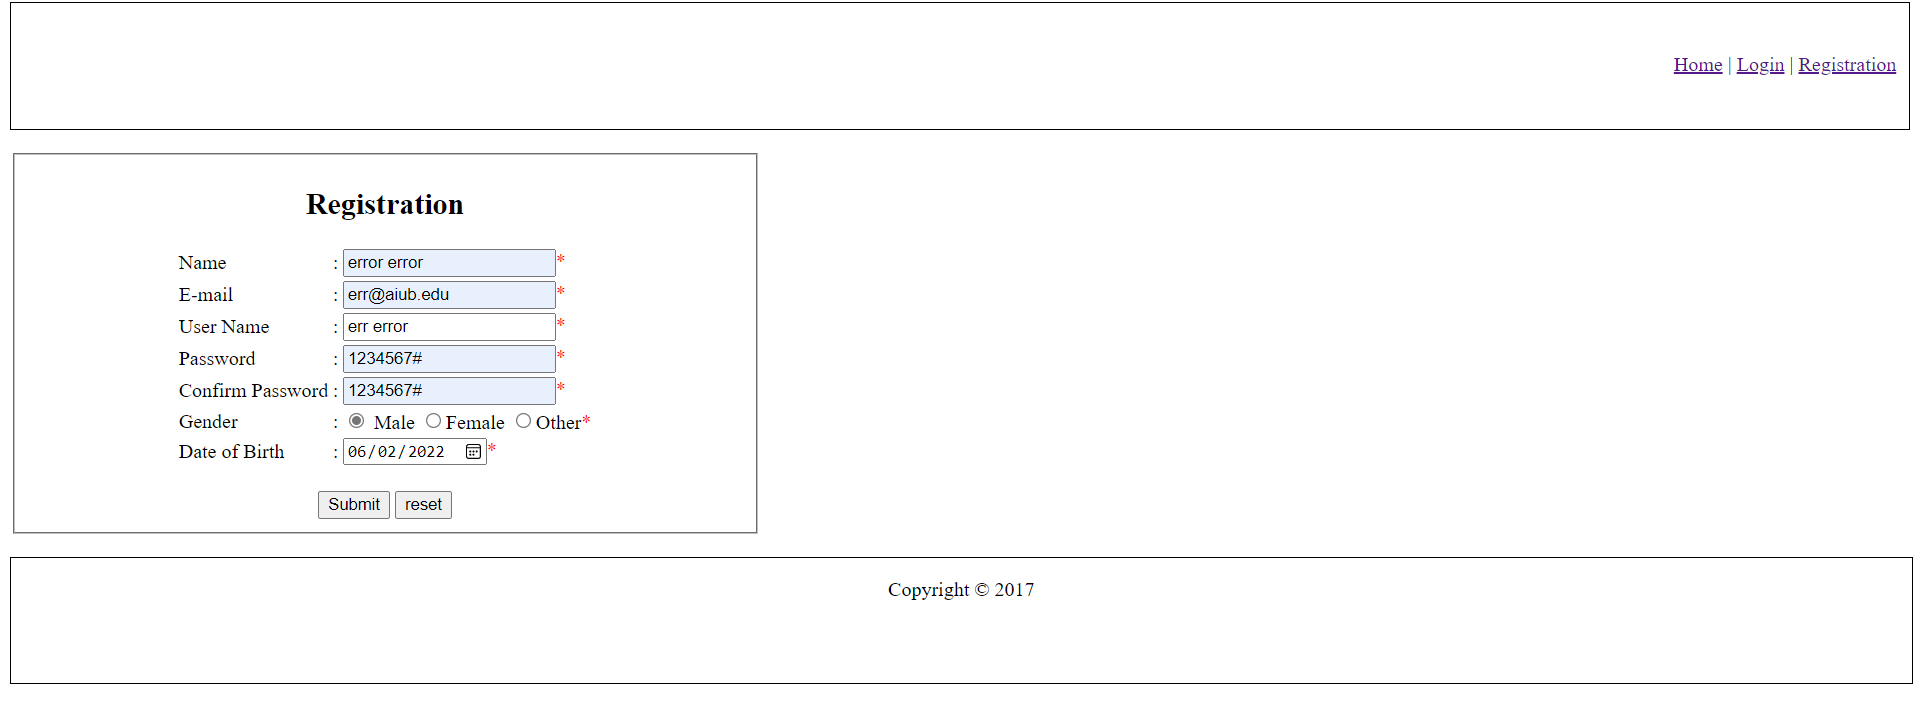 Home | Login | Registration
Registration
Name : error error*
E-mail : err@aiub.edu*
User Name : err error*
Password : 1234567#*
Confirm Password : 1234567#*
Gender : Male Female Other*
Date of Birth : 06/02/2022*
Submit reset
Copyright © 2017